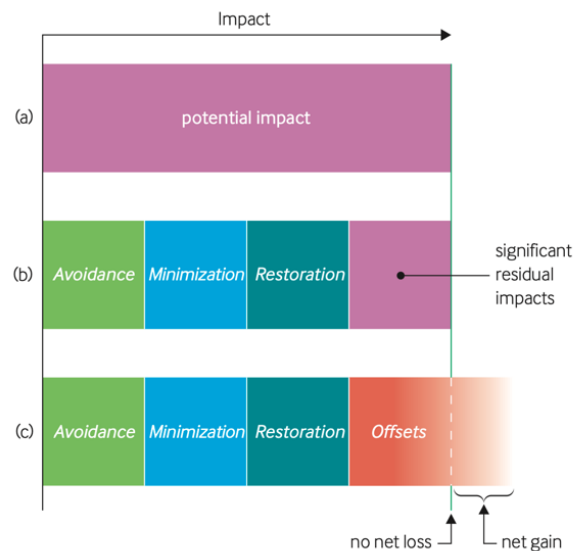 Impact
(a)
potential impact
(b)
Avoidance
Minimization
Restoration
significant
residual
impacts
(c)
Avoidance
Minimization
Restoration
Offsets
no net loss
net gain